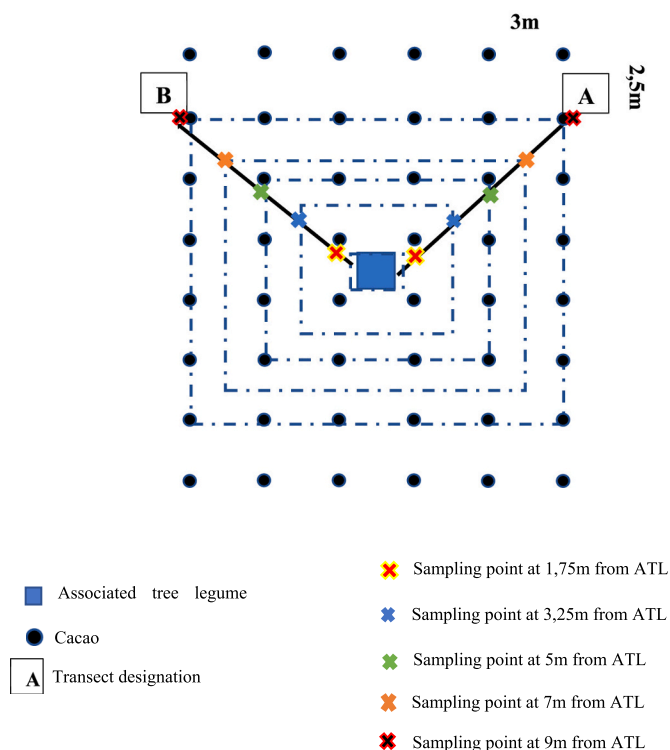 3m
2,5m
B
A
Associated tree legume
Cacao
A
Transect designation
Sampling point at 1,75m from ATL
Sampling point at 3,25m from ATL
Sampling point at 5m from ATL
Sampling point at 7m from ATL
Sampling point at 9m from ATL